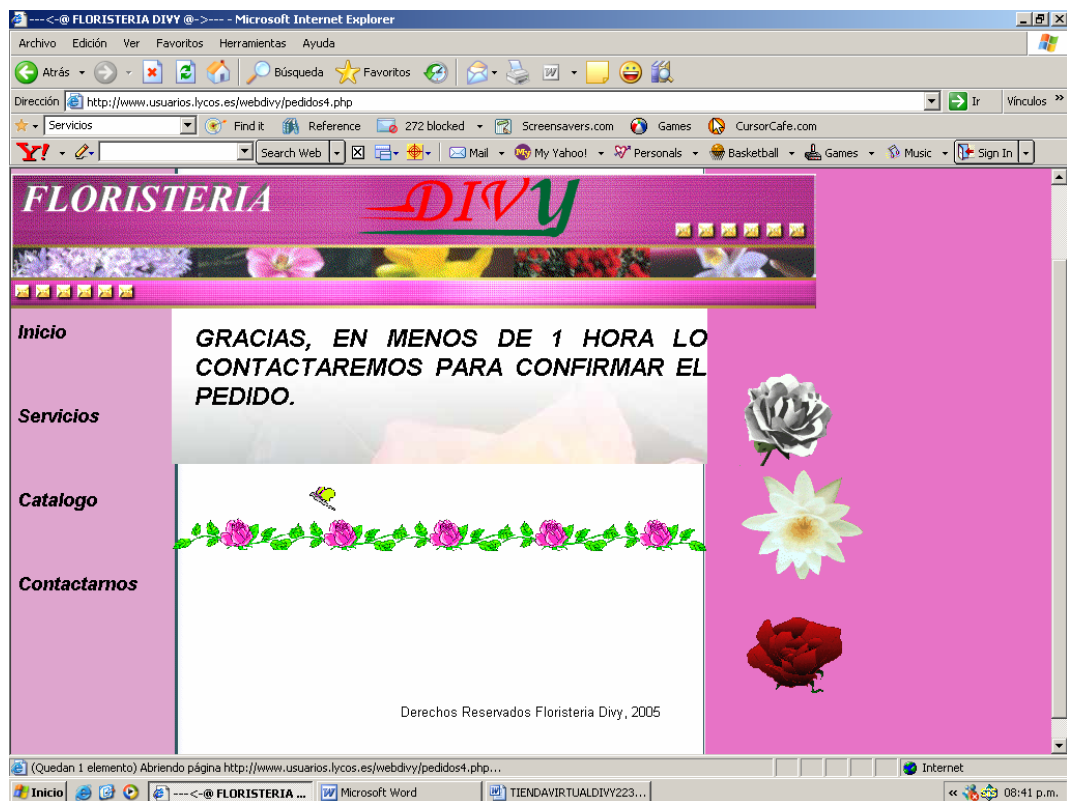 ---<-@ FLORISTERIA DIVY @->--- - Microsoft Internet Explorer
Archivo Edición Ver Favoritos Herramientas Ayuda
Atrás Búsqueda Favoritos
Dirección http://www.usuarios.lycos.es/webdivy/pedidos4.php Ir Vínculos »
Servicios Find it Reference 272 blocked Screensavers.com Games CursorCafe.com
Y! Search Web Mail My Yahoo! Personals Basketball Games Music Sign In
FLORISTERIA DIVY
Inicio
Servicios
Catalogo
Contactarnos
GRACIAS, EN MENOS DE 1 HORA LO
CONTACTAREMOS PARA CONFIRMAR EL
PEDIDO.
Derechos Reservados Floristeria Divy, 2005
(Quedan 1 elemento) Abriendo página http://www.usuarios.lycos.es/webdivy/pedidos4.php... Internet
Inicio ---<-@ FLORISTERIA ... Microsoft Word TIENDAVIRTUALDIVY223... « 08:41 p.m.